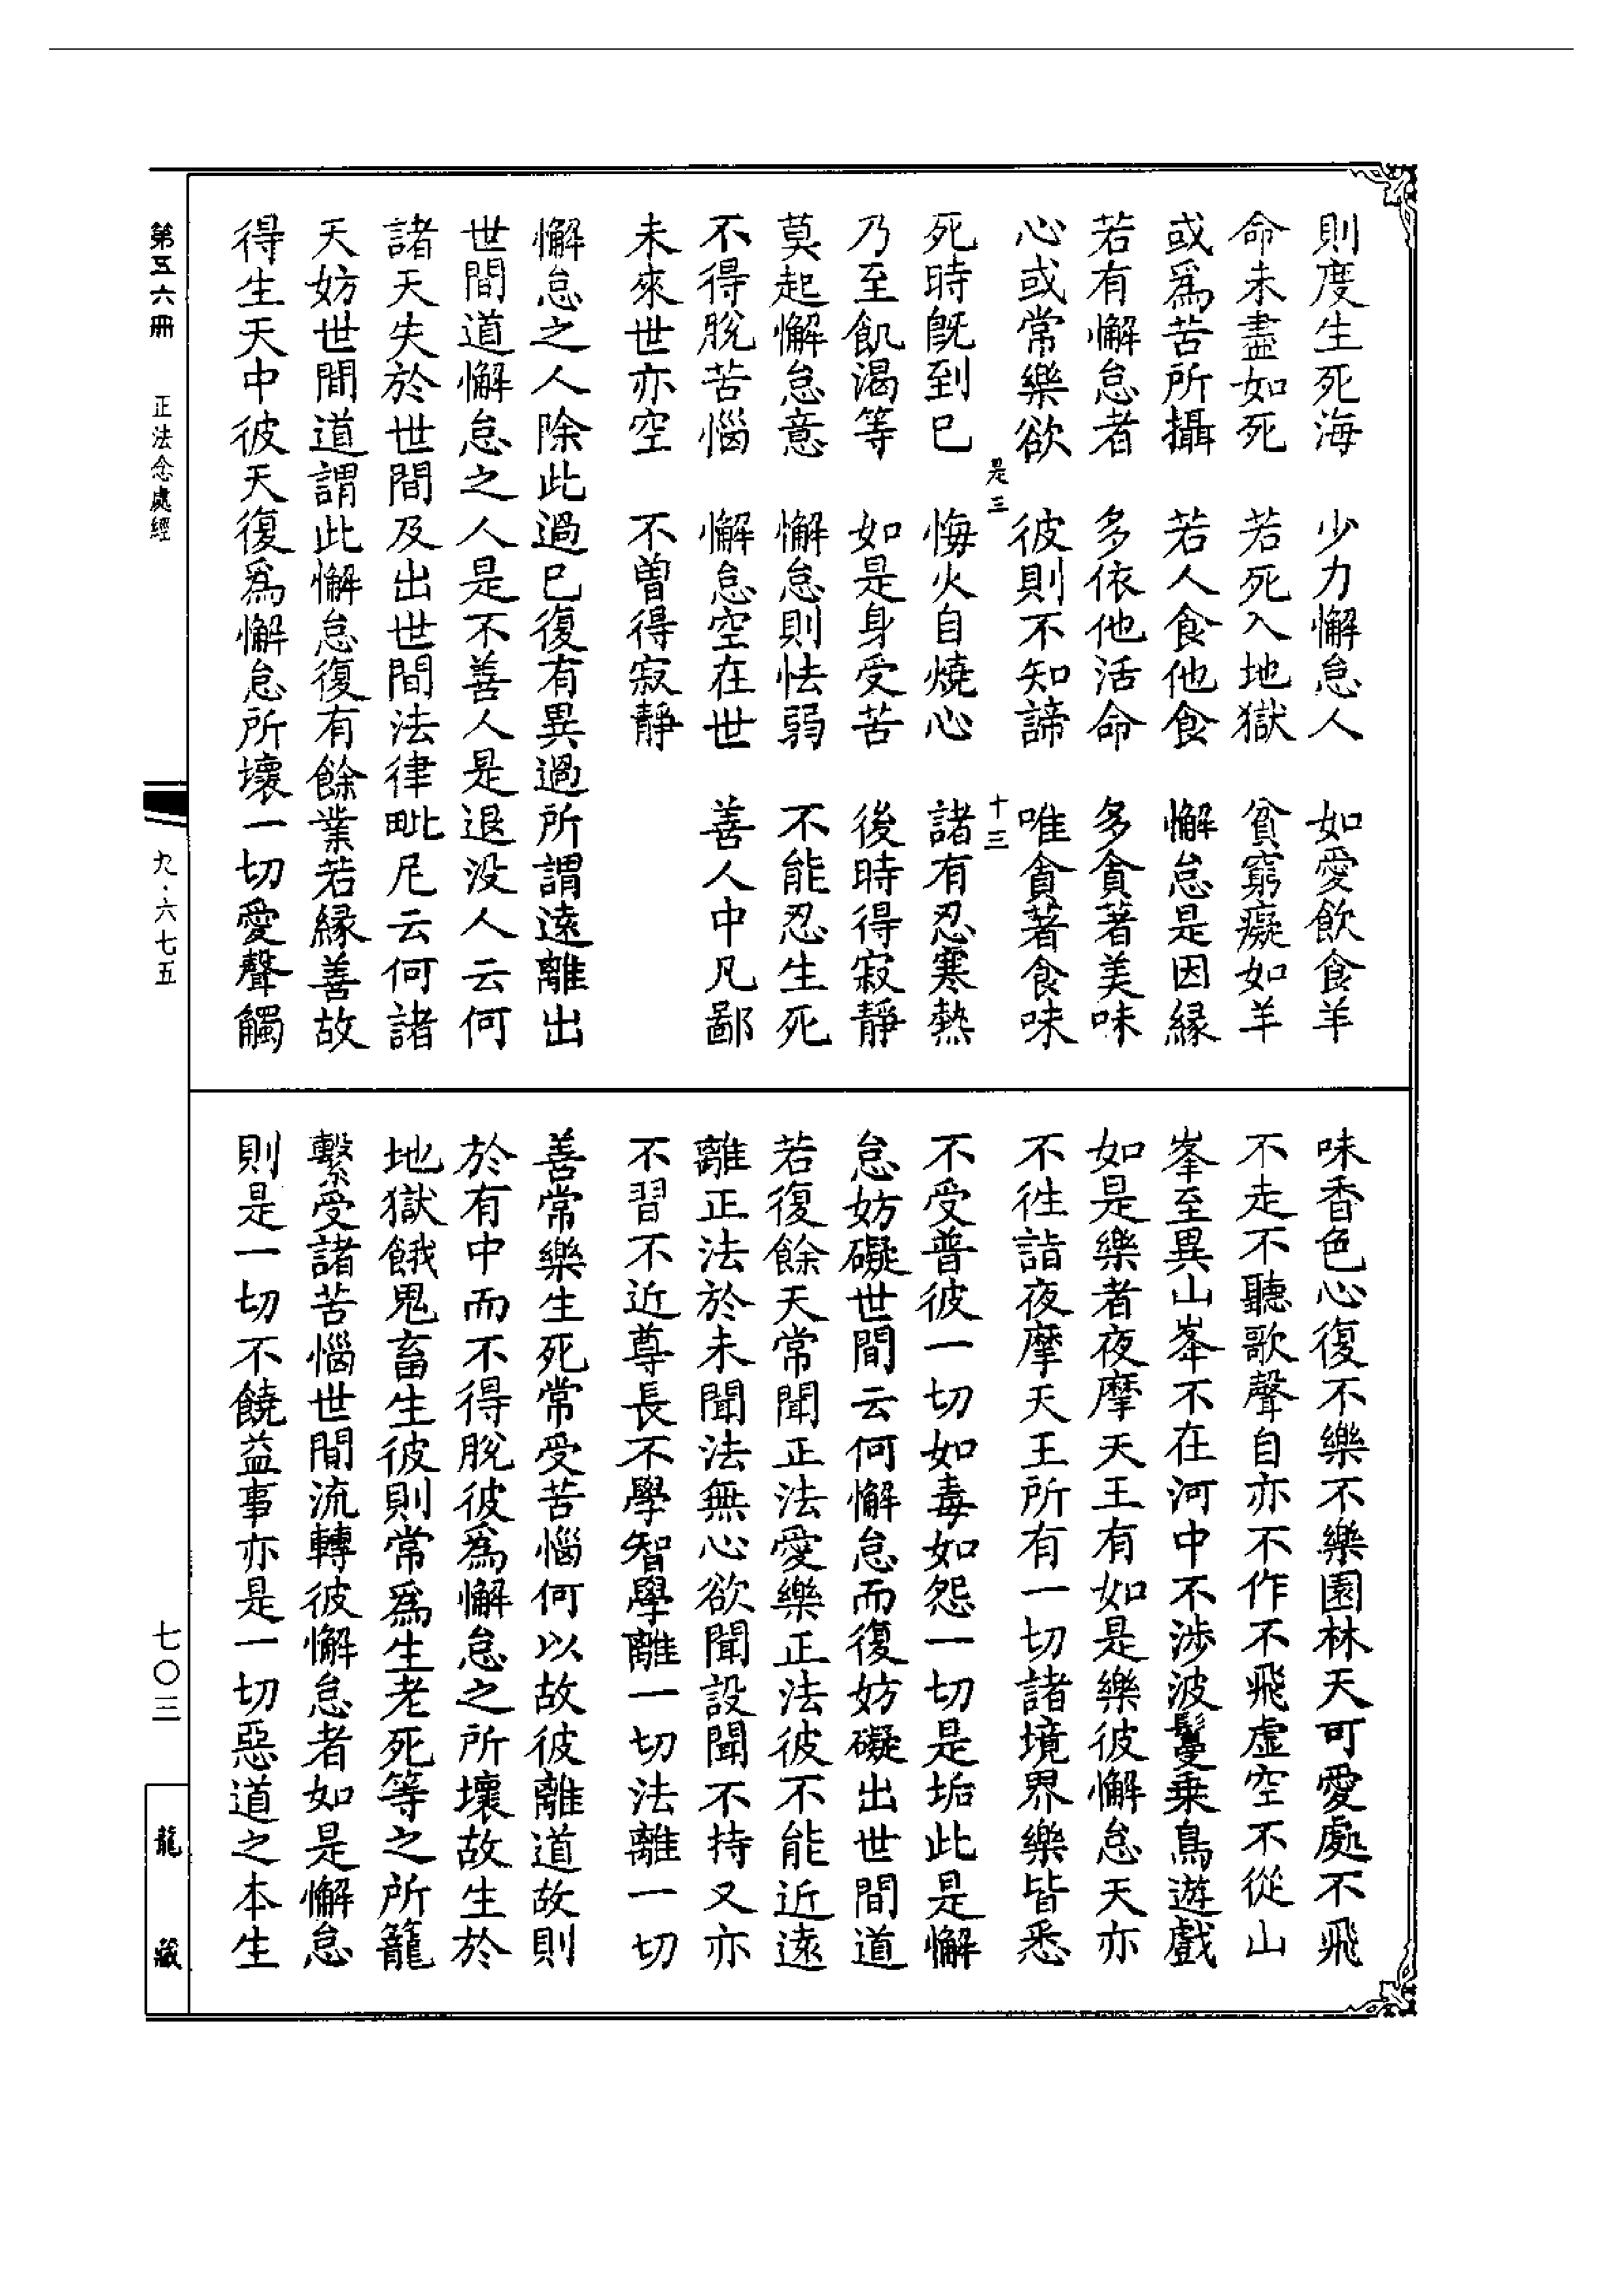 則度生死海　少力懈怠人　如愛飲食羊
命未盡如死　若死入地獄　貧窮癡如羊
或爲苦所攝　若人食他食　懈怠是因縁
若有懈怠者　多依他活命　多貪著美味
心或常樂欲　彼則不知諦　唯貪著食味
是三　十三
死時旣到已　悔火自燒心　諸有忍寒熱
乃至飢渴等　如是身受苦　後時得寂靜
莫起懈怠意　懈怠則怯弱　不能忍生死
不得脫苦惱　懈怠空在世　善人中凡鄙
未來世亦空　不曾得寂靜
懈怠之人除此過已復有異過所謂遠離出
世間道懈怠之人是不善人是退没人云何
諸天失於世間及出世間法律毗尼云何諸
天妨世間道謂此懈怠復有餘業若縁善故
得生天中彼天復爲懈怠所壞一切愛聲觸
味香色心復不樂不樂園林天可愛處不飛
不走不聽歌聲自亦不作不飛虛空不從山
峯至異山峯不在河中不涉波鬘乗鳥遊戲
如是樂者夜摩天王有如是樂彼懈怠天亦
不徃詣夜摩天王所有一切諸境界樂皆悉
不受普彼一切如毒如怨一切是垢此是懈
怠妨礙世間云何懈怠而復妨礙出世間道
若復餘天常聞正法愛樂正法彼不能近遠
離正法於未聞法無心欲聞設聞不持又亦
不習不近尊長不學智學離一切法離一切
善常樂生死常受苦惱何以故彼離道故則
於有中而不得脫彼爲懈怠之所壞故生於
地獄餓鬼畜生彼則常爲生老死等之所籠
繫受諸苦惱世間流轉彼懈怠者如是懈怠
則是一切不饒益事亦是一切惡道之本生
第五六冊　正法念處經　九·六七五　七〇三　龍藏